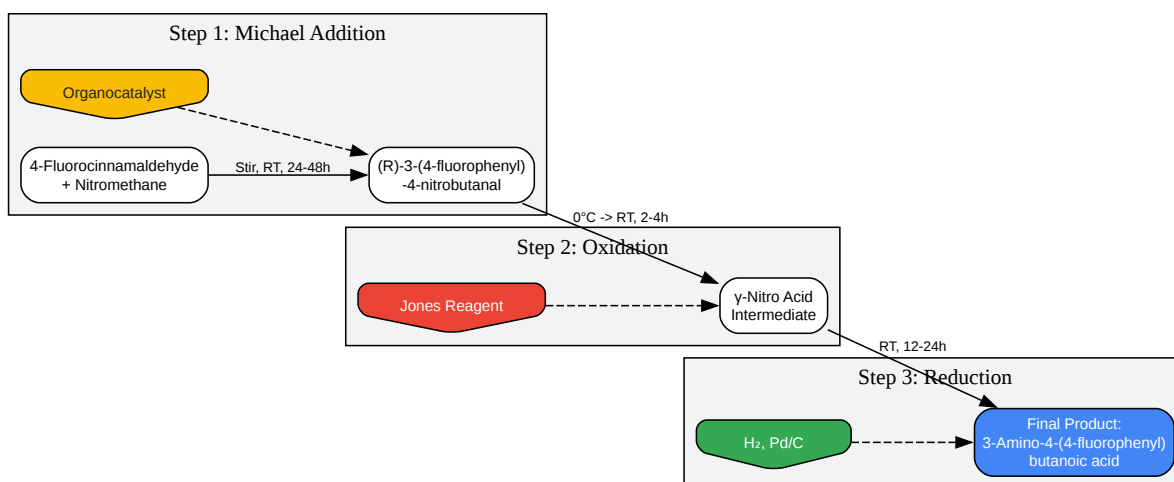 Step 1: Michael Addition
Organocatalyst
4-Fluorocinnamaldehyde
+ Nitromethane
Stir, RT, 24-48h
(R)-3-(4-fluorophenyl)
-4-nitrobutanal
0°C -> RT, 2-4h
Step 2: Oxidation
Jones Reagent
γ-Nitro Acid
Intermediate
RT, 12-24h
Step 3: Reduction
H₂, Pd/C
Final Product:
3-Amino-4-(4-fluorophenyl)
butanoic acid